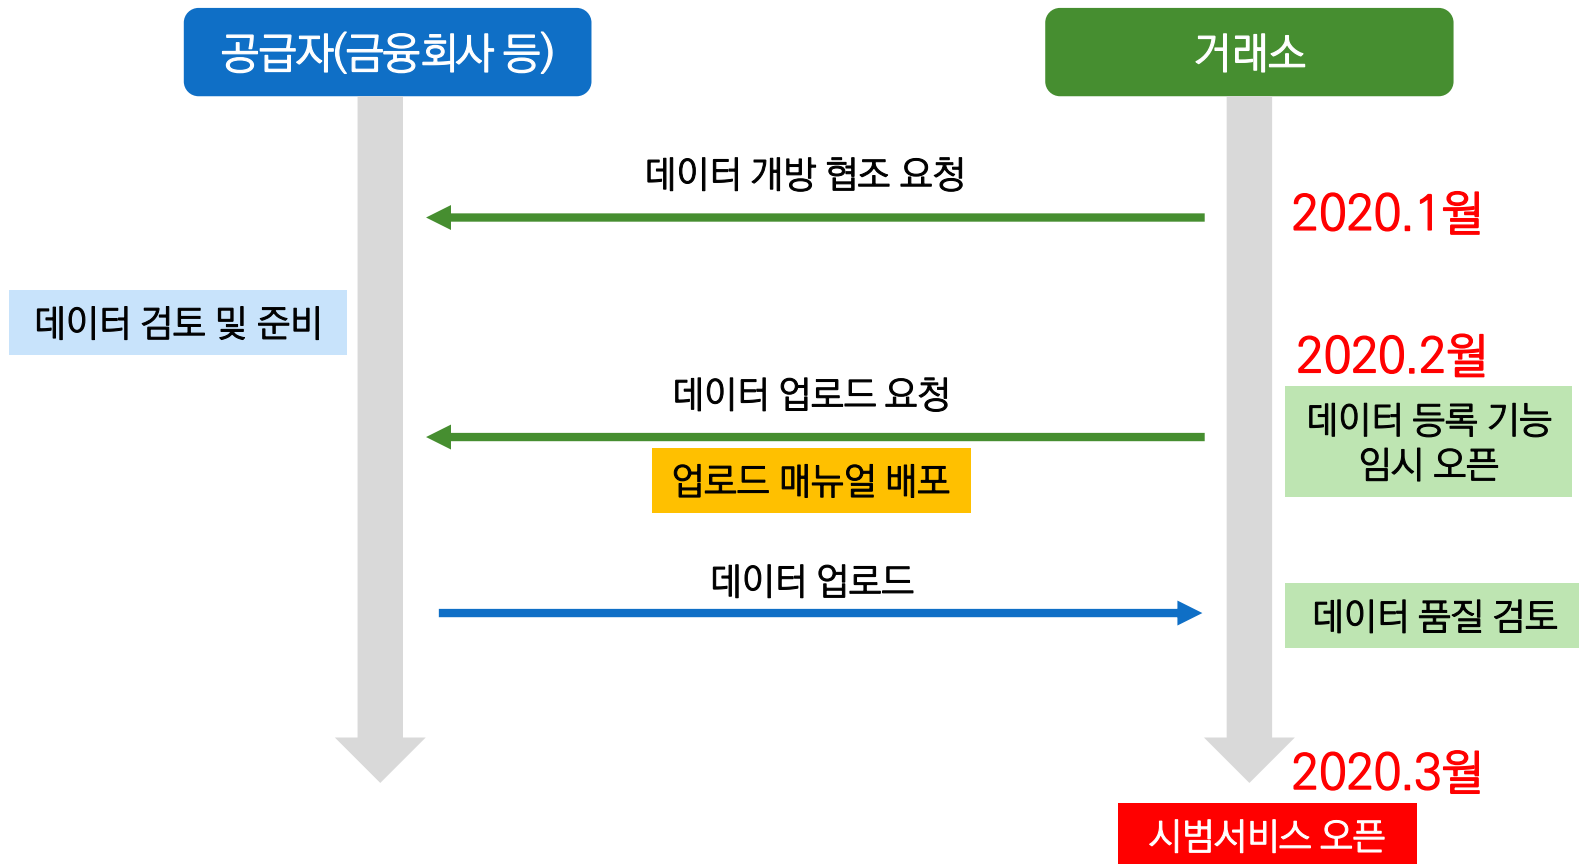 공급자(금융회사 등)
거래소
데이터 개방 협조 요청
2020.1월
데이터 검토 및 준비
2020.2월
데이터 업로드 요청
데이터 등록 기능
임시 오픈
업로드 매뉴얼 배포
데이터 업로드
데이터 품질 검토
2020.3월
시범서비스 오픈